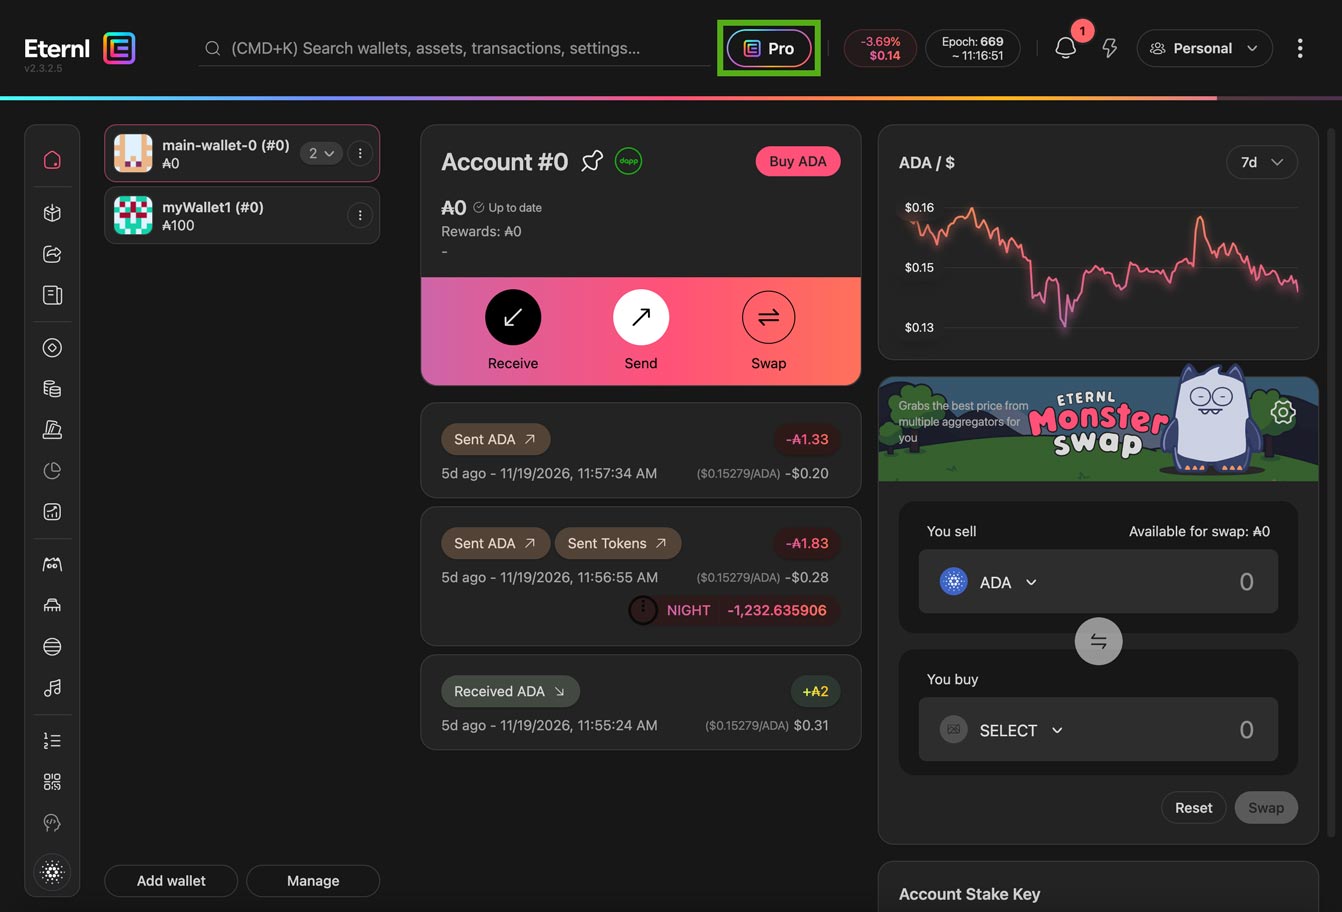 Eternl
v2.3.2.5
(CMD+K) Search wallets, assets, transactions, settings...
Pro
-3.69%
$0.14
Epoch: 669
~ 11:16:51
1
Personal
main-wallet-0 (#0)
₳0
2
myWallet1 (#0)
₳100
Add wallet
Manage
Account #0
dapp
Buy ADA
₳0
Up to date
Rewards: ₳0
-
Receive
Send
Swap
Sent ADA
-₳1.33
5d ago - 11/19/2026, 11:57:34 AM
($0.15279/ADA) -$0.20
Sent ADA
Sent Tokens
-₳1.83
5d ago - 11/19/2026, 11:56:55 AM
($0.15279/ADA) -$0.28
NIGHT
-1,232.635906
Received ADA
+₳2
5d ago - 11/19/2026, 11:55:24 AM
($0.15279/ADA) $0.31
ADA / $
7d
$0.16
$0.15
$0.13
Grabs the best price from
multiple aggregators for
you
ETERNL
Monster
swap
You sell
Available for swap: ₳0
ADA
0
You buy
SELECT
0
Reset
Swap
Account Stake Key